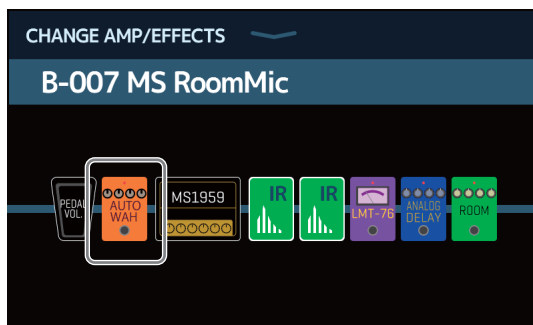 CHANGE AMP/EFFECTS
B-007 MS RoomMic
PEDAL
VOL.
AUTO
WAH
MS1959
IR
IR
LMT-76
ANALOG
DELAY
ROOM